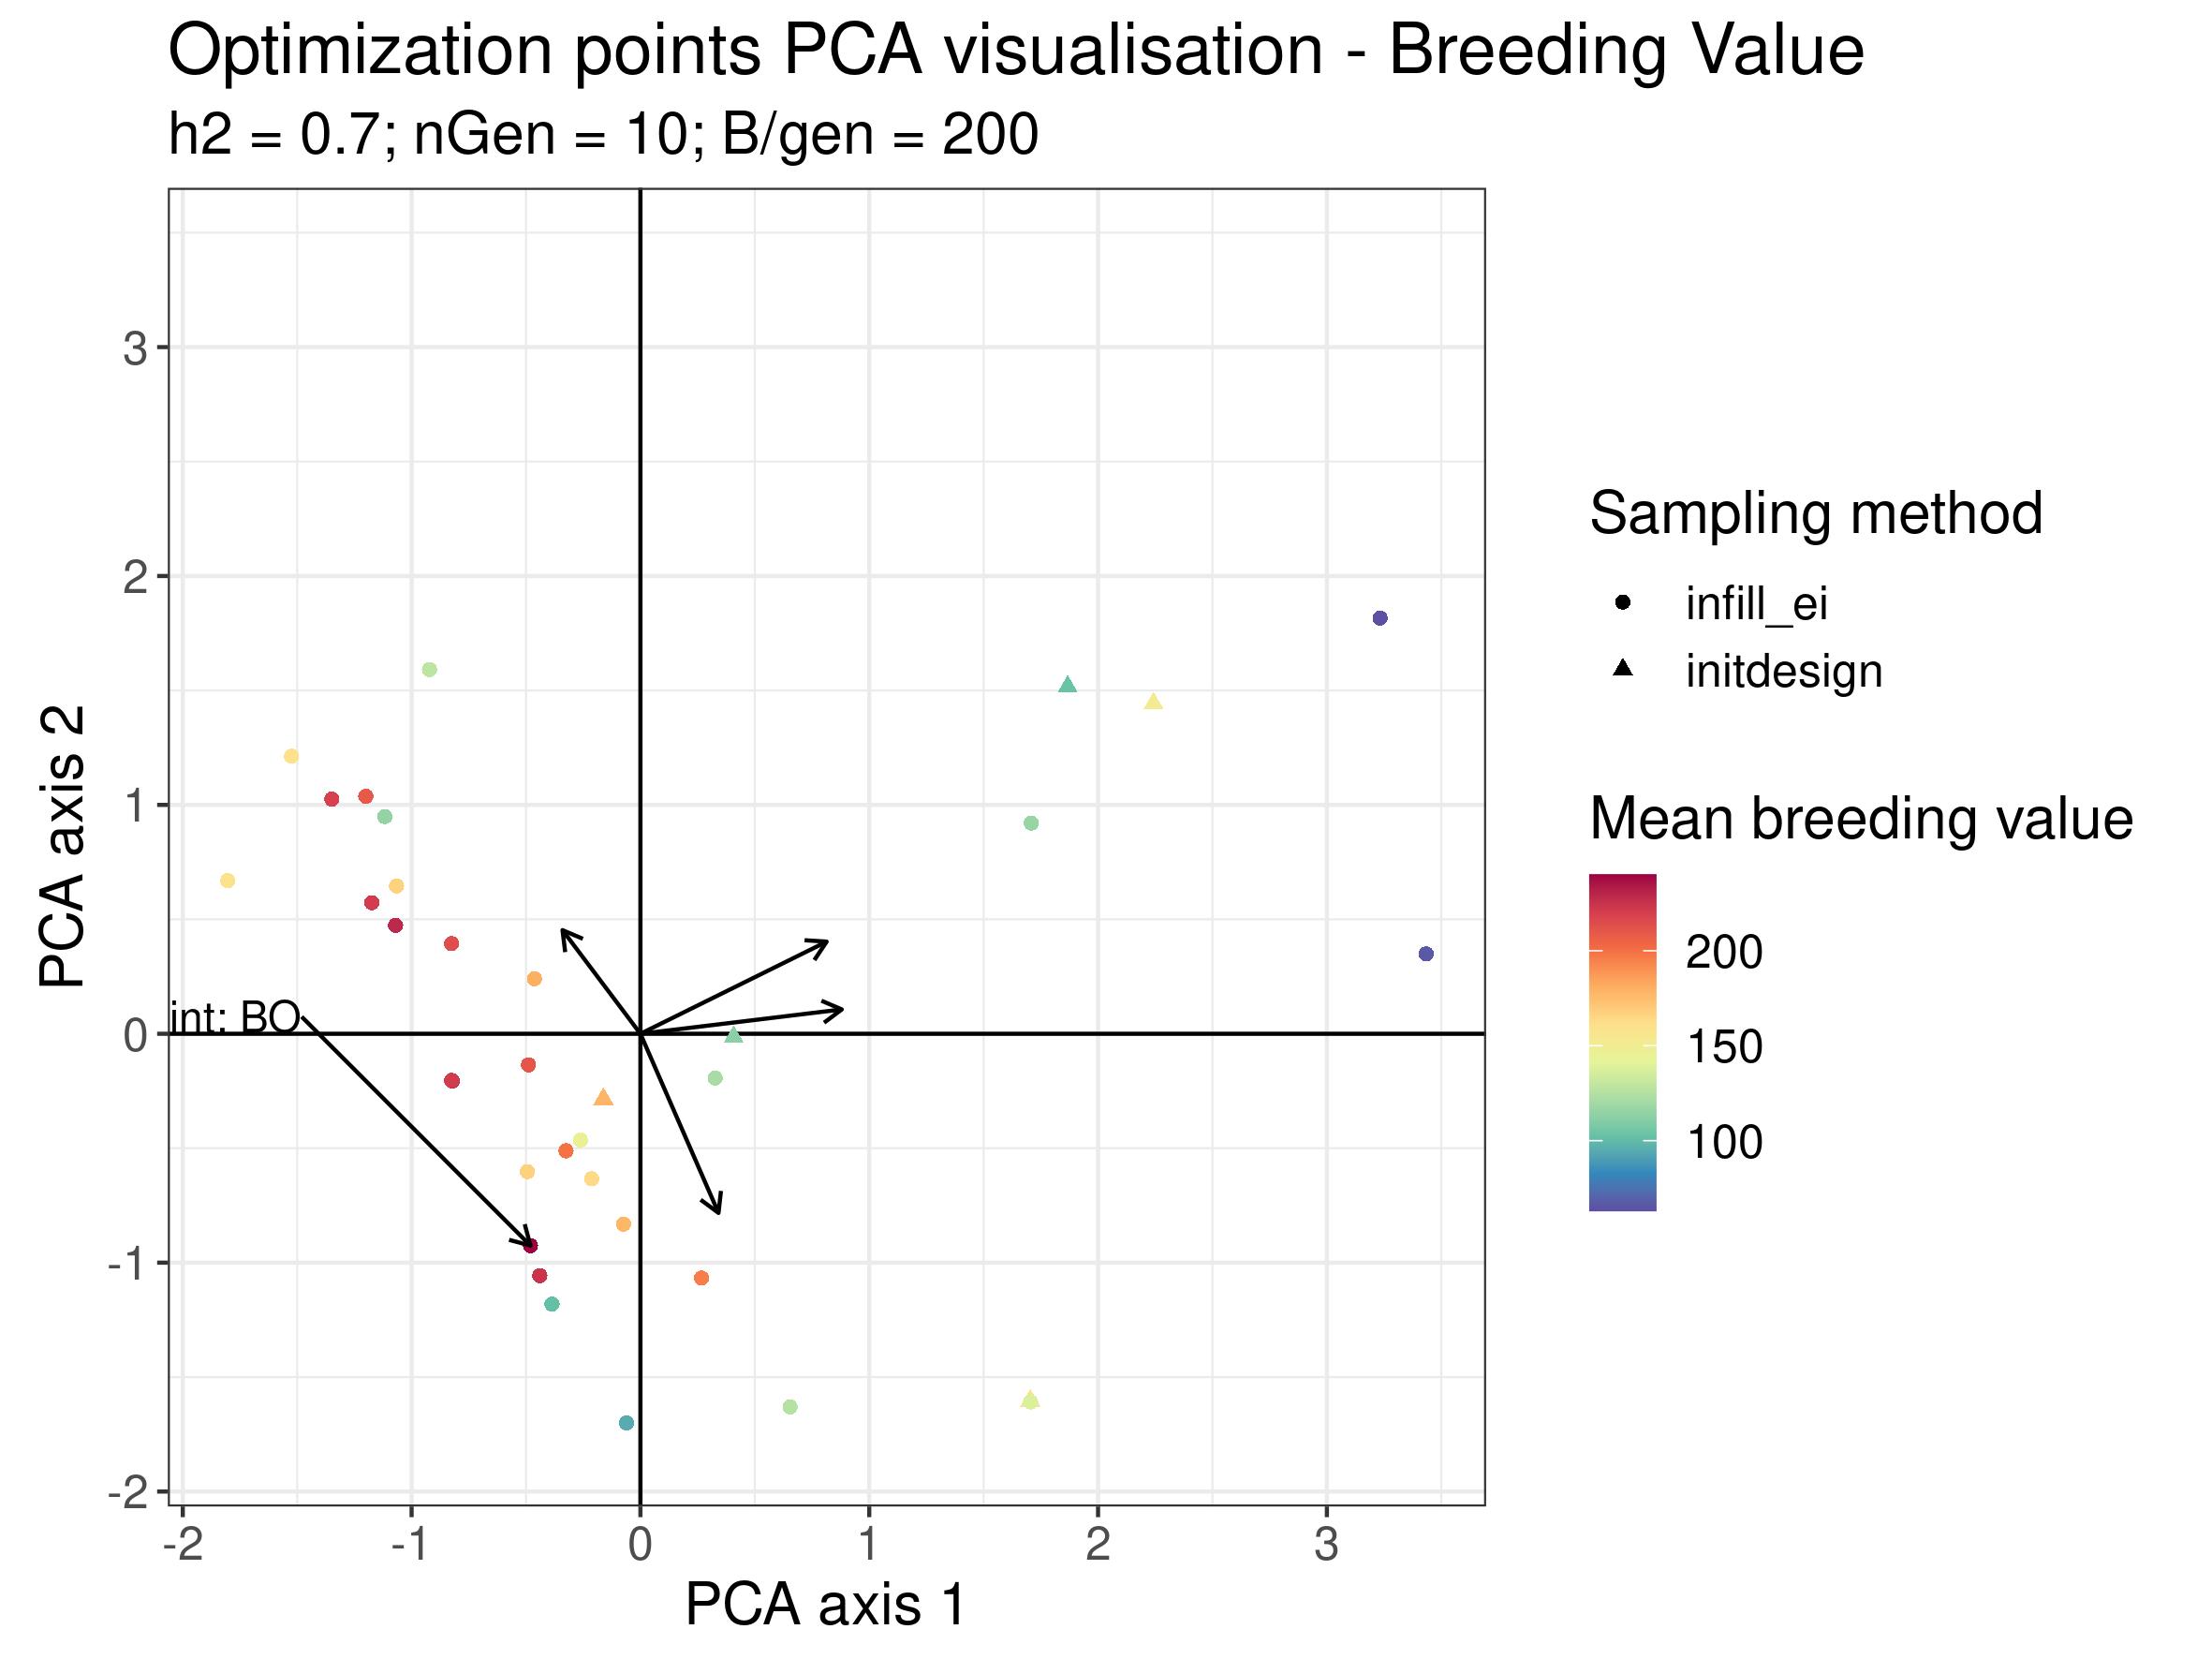 Optimization points PCA visualisation - Breeding Value
h2 = 0.7; nGen = 10; B/gen = 200
3
2
1
0
-1
-2
PCA axis 2
int: BO
-2 -1 0 1 2 3
PCA axis 1
Sampling method
infill_ei
initdesign
Mean breeding value
200
150
100